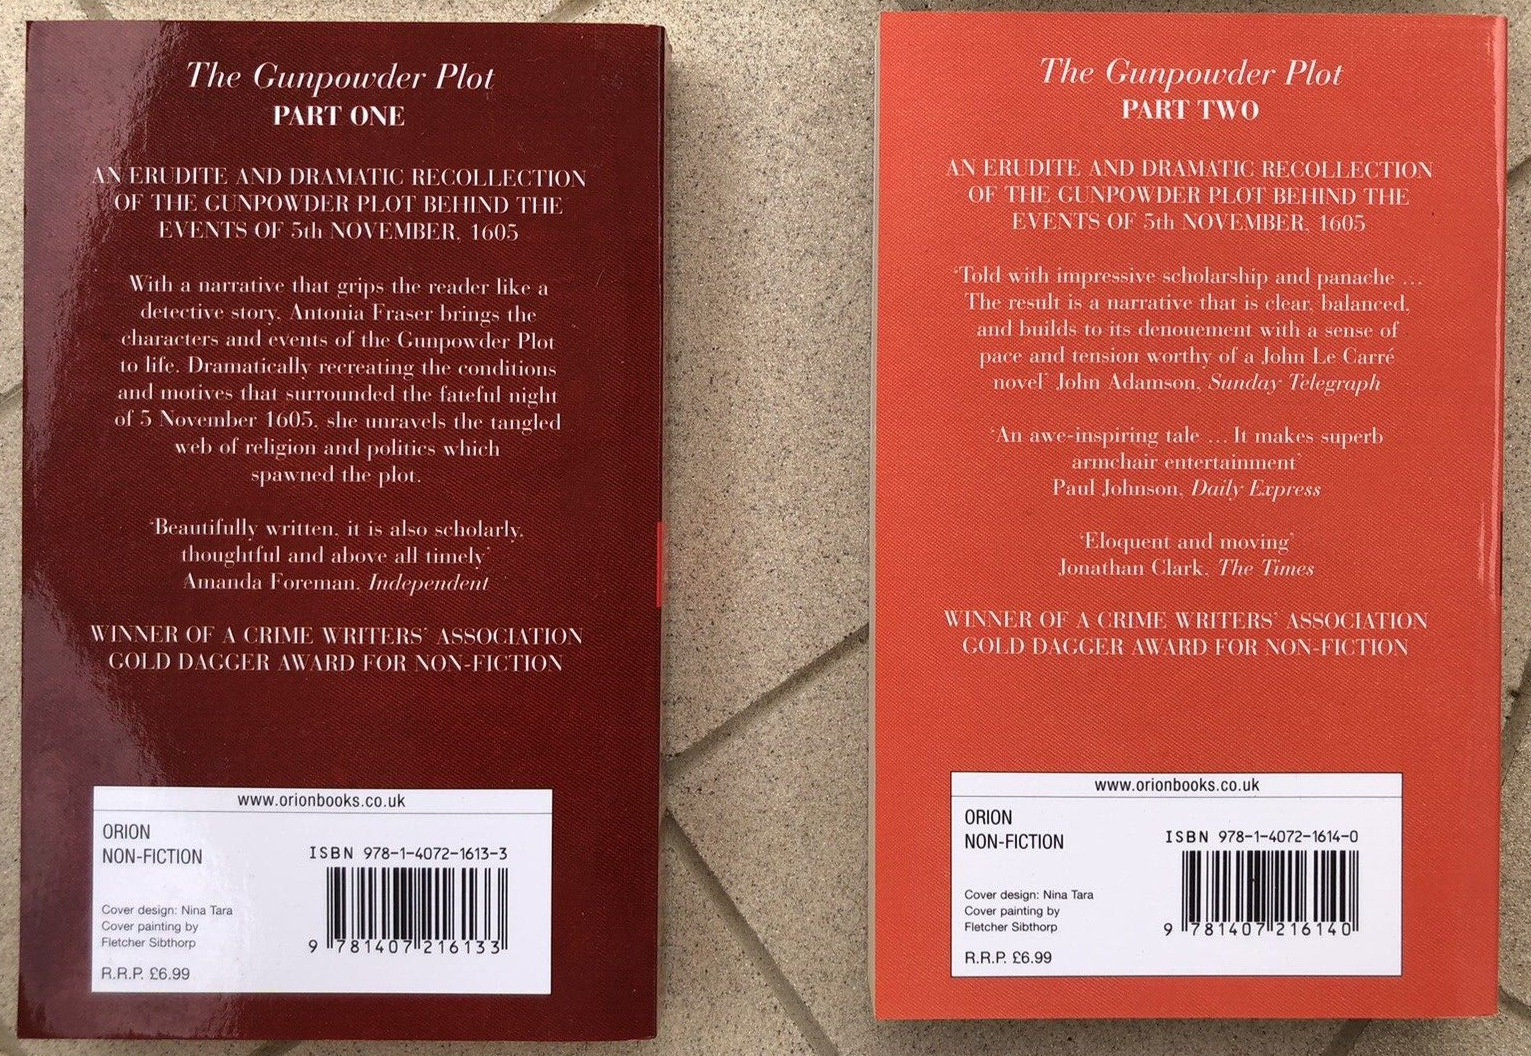 The Gunpowder Plot
PART ONE
AN ERUDITE AND DRAMATIC RECOLLECTION
OF THE GUNPOWDER PLOT BEHIND THE
EVENTS OF 5th NOVEMBER, 1605
With a narrative that grips the reader like a
detective story, Antonia Fraser brings the
characters and events of the Gunpowder Plot
to life. Dramatically recreating the conditions
and motives that surrounded the fateful night
of 5 November 1605, she unravels the tangled
web of religion and politics which
spawned the plot.
‘Beautifully written, it is also scholarly,
thoughtful and above all timely’
Amanda Foreman, Independent
WINNER OF A CRIME WRITERS’ ASSOCIATION
GOLD DAGGER AWARD FOR NON-FICTION
www.orionbooks.co.uk
ORION
NON-FICTION
ISBN 978-1-4072-1613-3
Cover design: Nina Tara
Cover painting by
Fletcher Sibthorp
9 781407 216133
R.R.P. £6.99
The Gunpowder Plot
PART TWO
AN ERUDITE AND DRAMATIC RECOLLECTION
OF THE GUNPOWDER PLOT BEHIND THE
EVENTS OF 5th NOVEMBER, 1605
‘Told with impressive scholarship and panache ...
The result is a narrative that is clear, balanced,
and builds to its denouement with a sense of
pace and tension worthy of a John Le Carré
novel’ John Adamson, Sunday Telegraph
‘An awe-inspiring tale ... It makes superb
armchair entertainment’
Paul Johnson, Daily Express
‘Eloquent and moving’
Jonathan Clark, The Times
WINNER OF A CRIME WRITERS’ ASSOCIATION
GOLD DAGGER AWARD FOR NON-FICTION
www.orionbooks.co.uk
ORION
NON-FICTION
ISBN 978-1-4072-1614-0
Cover design: Nina Tara
Cover painting by
Fletcher Sibthorp
9 781407 216140
R.R.P. £6.99